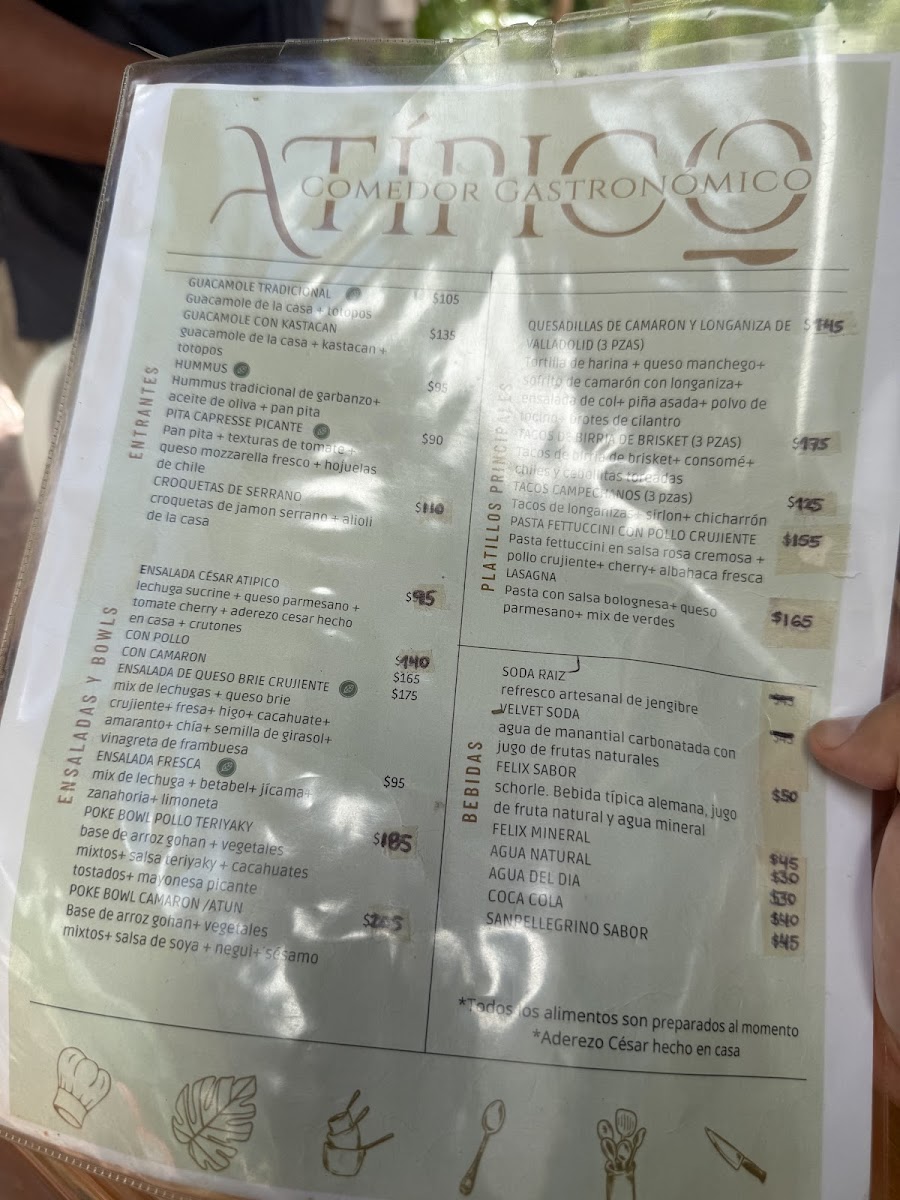 ATÍPICO
COMEDOR GASTRONÓMICO
ENTRANTES
GUACAMOLE TRADICIONAL $105
Guacamole de la casa + totopos
GUACAMOLE CON KASTACAN $135
guacamole de la casa + kastacan +
totopos
HUMMUS $95
Hummus tradicional de garbanzo+
aceite de oliva + pan pita
PITA CAPRESSE PICANTE $90
Pan pita + texturas de tomate +
queso mozzarella fresco + hojuelas
de chile
CROQUETAS DE SERRANO $110
croquetas de jamon serrano + alioli
de la casa
ENSALADAS Y BOWLS
ENSALADA CÉSAR ATIPICO $95
lechuga sucrine + queso parmesano +
tomate cherry + aderezo cesar hecho
en casa + crutones
CON POLLO $140
CON CAMARON $165
ENSALADA DE QUESO BRIE CRUJIENTE $175
mix de lechugas + queso brie
crujiente+ fresa+ higo+ cacahuate+
amaranto+ chía+ semilla de girasol+
vinagreta de frambuesa
ENSALADA FRESCA $95
mix de lechuga + betabel+ jícama+
zanahoria+ limoneta
POKE BOWL POLLO TERIYAKY $185
base de arroz gohan + vegetales
mixtos+ salsa teriyaky + cacahuates
tostados+ mayonesa picante
POKE BOWL CAMARON /ATUN
Base de arroz gohan+ vegetales
mixtos+ salsa de soya + negui+ sésamo
PLATILLOS PRINCIPALES
QUESADILLAS DE CAMARON Y LONGANIZA DE $145
VALLADOLID (3 PZAS)
Tortilla de harina + queso manchego+
sofrito de camarón con longaniza+
ensalada de col+ piña asada+ polvo de
tocino+ brotes de cilantro
TACOS DE BIRRIA DE BRISKET (3 PZAS) $175
Tacos de birria de brisket+ consomé+
chiles y cebollitas toreadas
TACOS CAMPECHANOS (3 pzas) $125
Tacos de longanizas+ sirlon+ chicharrón
PASTA FETTUCCINI CON POLLO CRUJIENTE $155
Pasta fettuccini en salsa rosa cremosa +
pollo crujiente+ cherry+ albahaca fresca
LASAGNA $165
Pasta con salsa bolognesa+ queso
parmesano+ mix de verdes
BEBIDAS
SODA RAIZ
refresco artesanal de jengibre
VELVET SODA
agua de manantial carbonatada con
jugo de frutas naturales
FELIX SABOR $50
schorle. Bebida típica alemana, jugo
de fruta natural y agua mineral
FELIX MINERAL $45
AGUA NATURAL $30
AGUA DEL DIA $30
COCA COLA $40
SANPELLEGRINO SABOR $45
*Todos los alimentos son preparados al momento
*Aderezo César hecho en casa